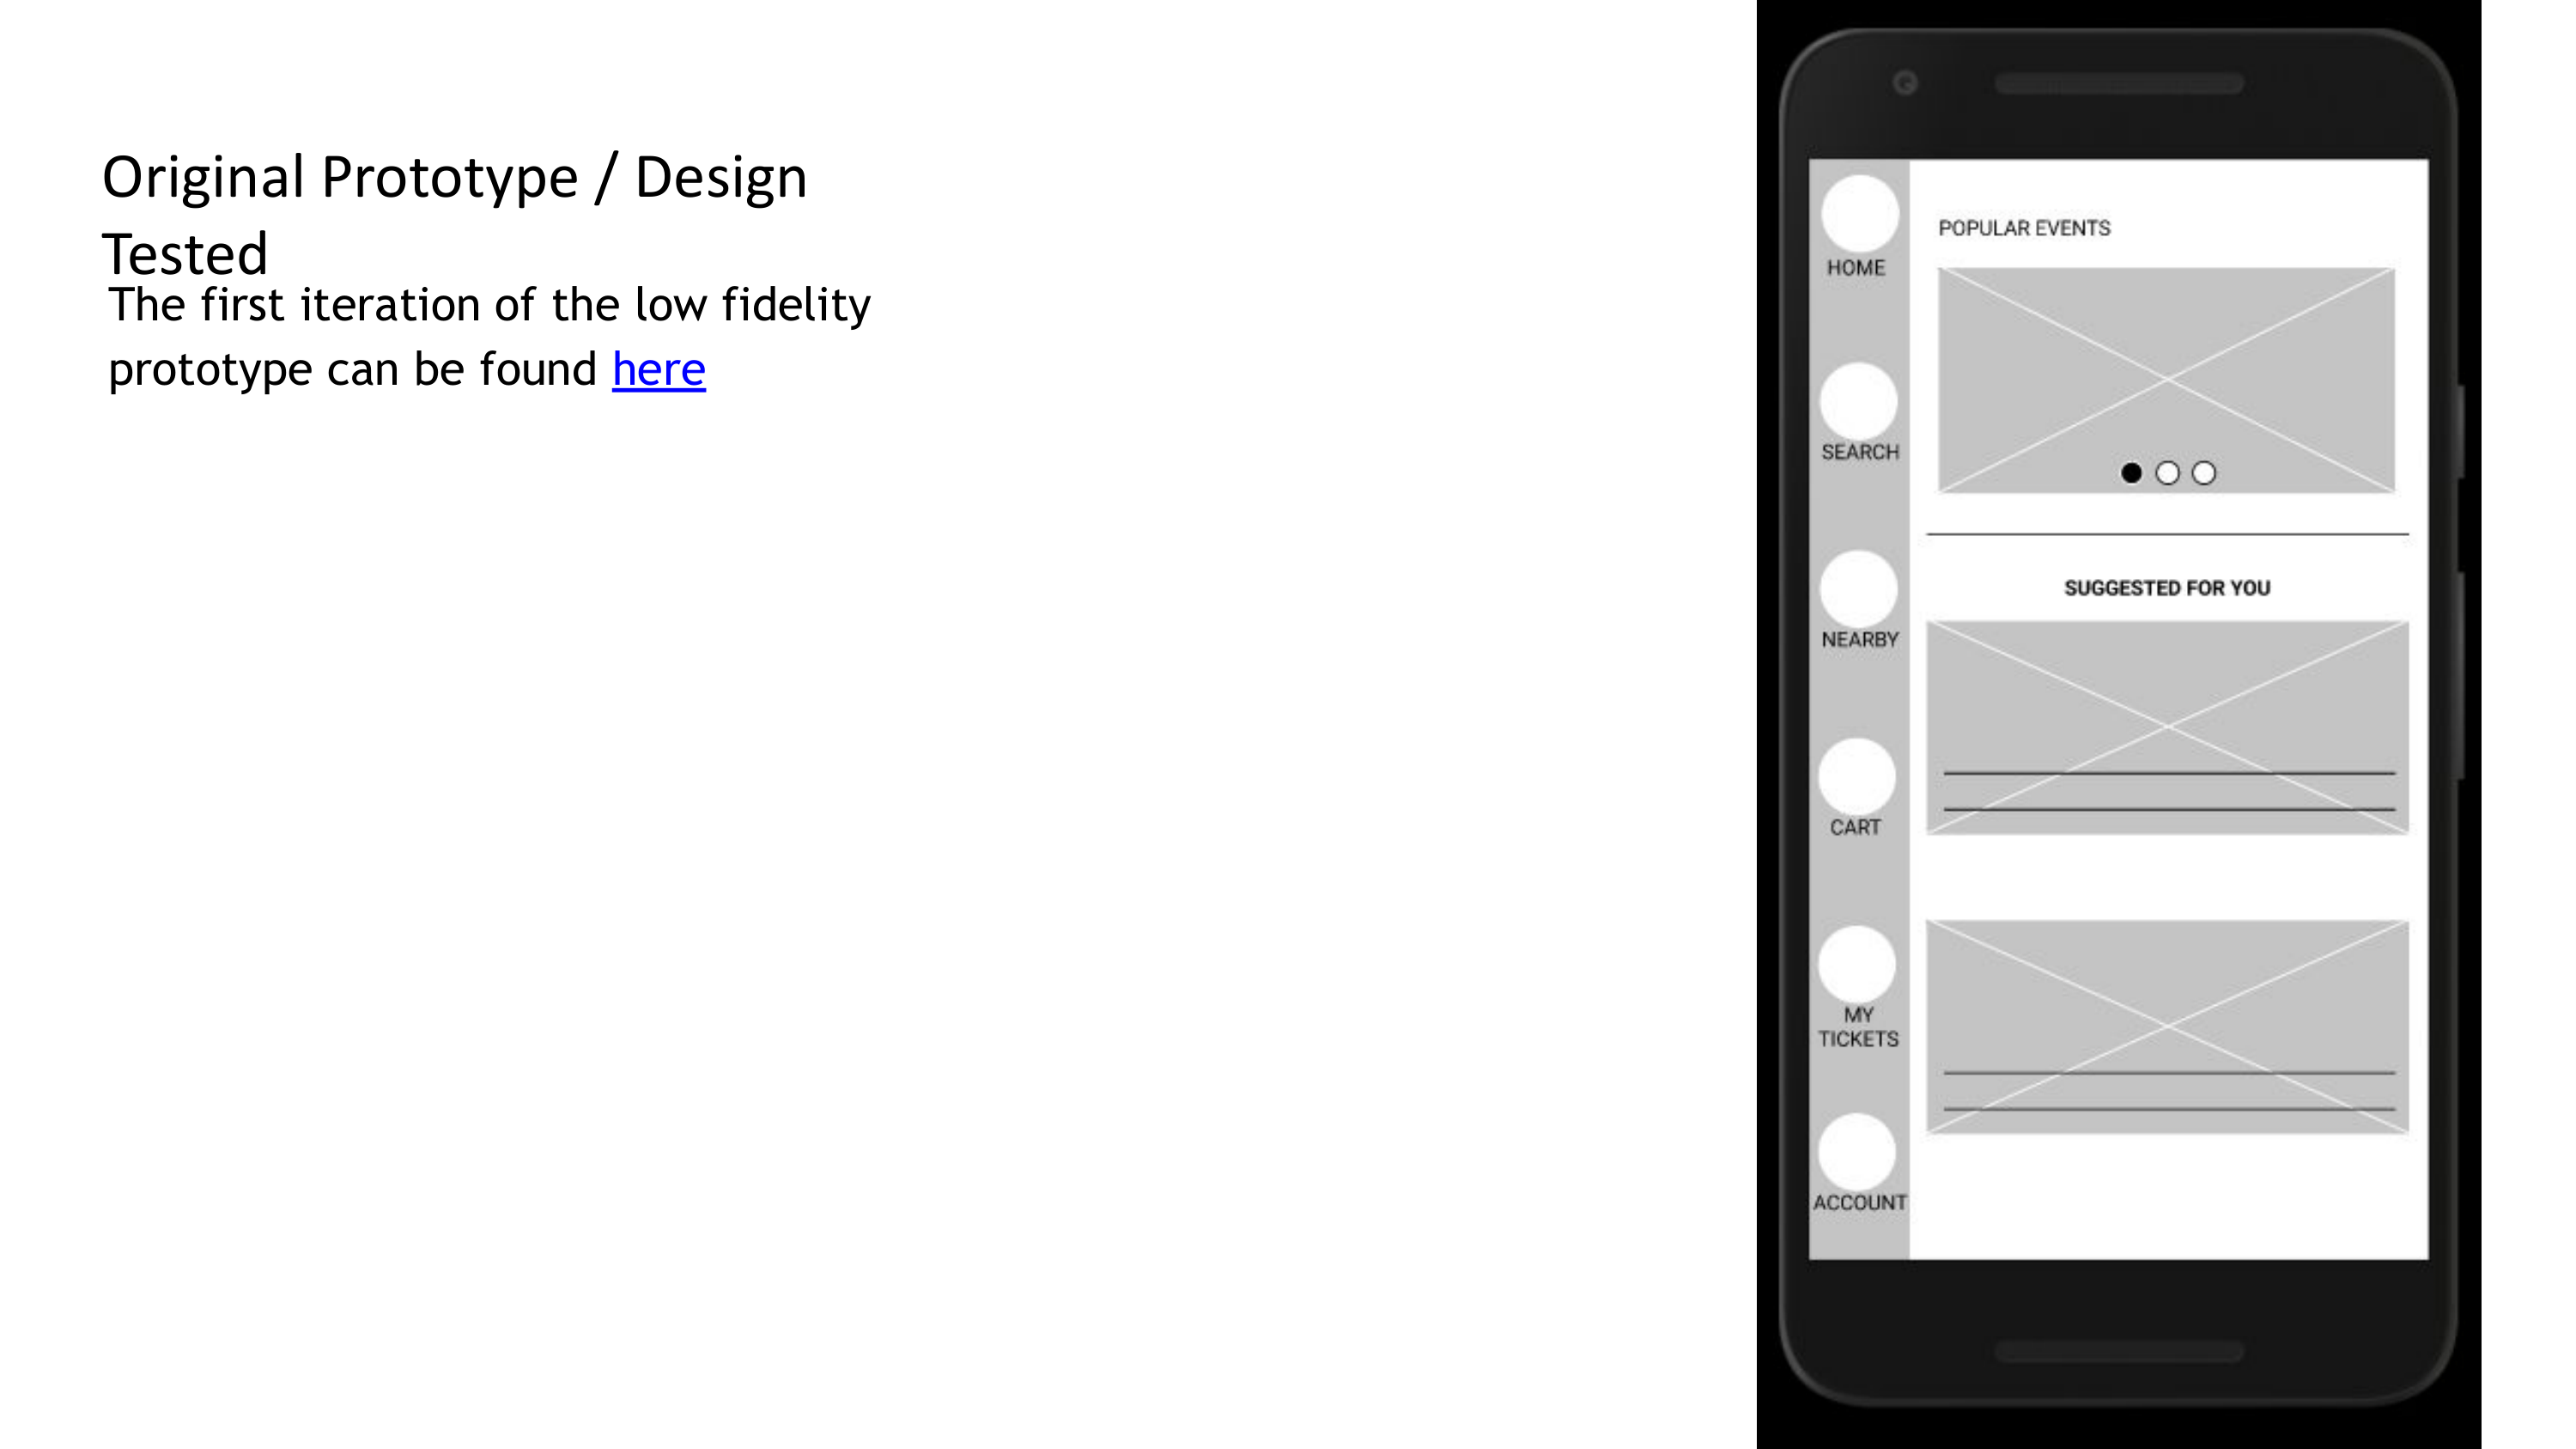 Original Prototype / Design
Tested
The first iteration of the low fidelity
prototype can be found here
HOME
SEARCH
NEARBY
CART
MY
TICKETS
ACCOUNT
POPULAR EVENTS
SUGGESTED FOR YOU